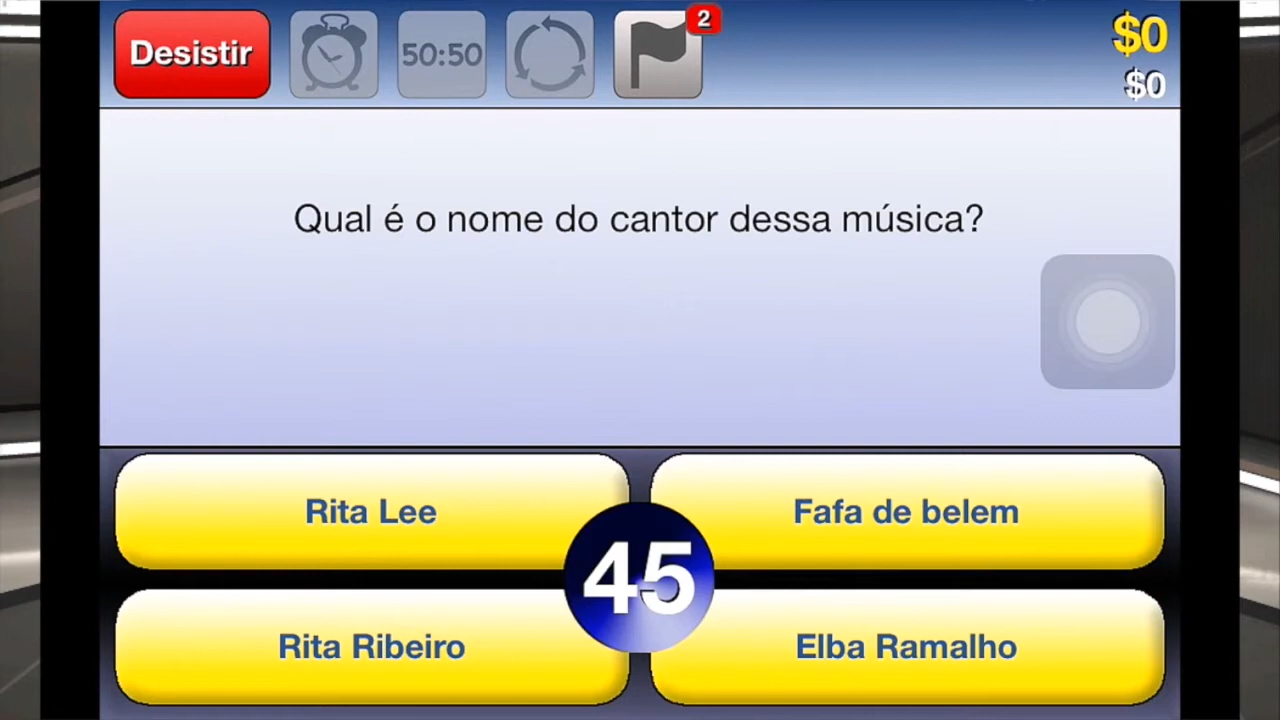 Desistir
50:50
2
$0
$0
Qual é o nome do cantor dessa música?
Rita Lee
Fafa de belem
45
Rita Ribeiro
Elba Ramalho